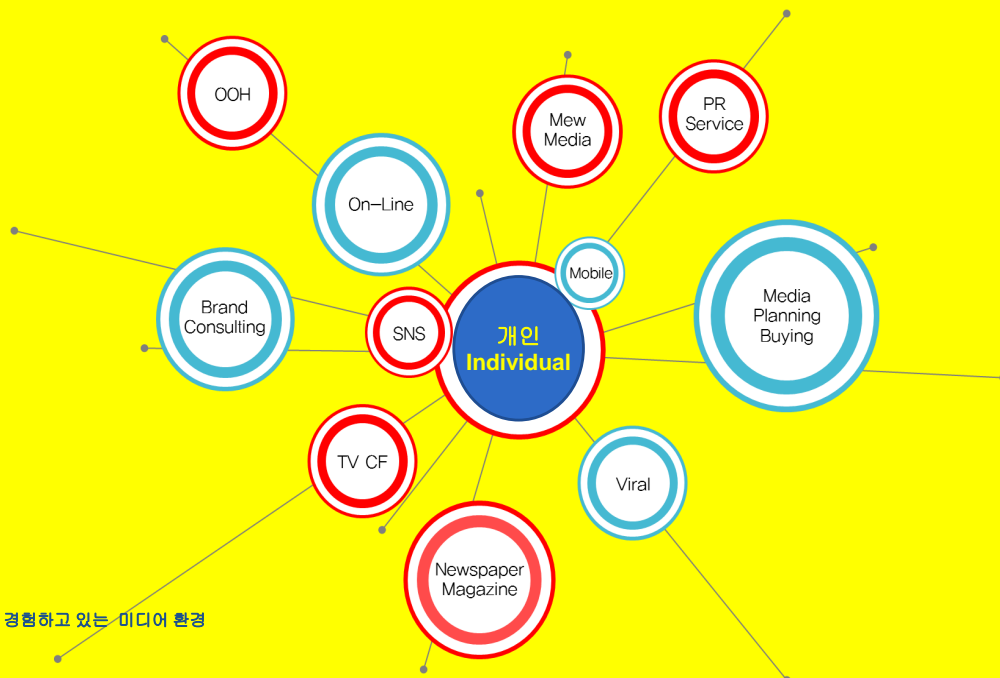 OOH
Mew
Media
PR
Service
On-Line
Mobile
Brand
Consulting
SNS
개인
Individual
Media
Planning
Buying
TV CF
Viral
Newspaper
Magazine
경험하고 있는 미디어 환경